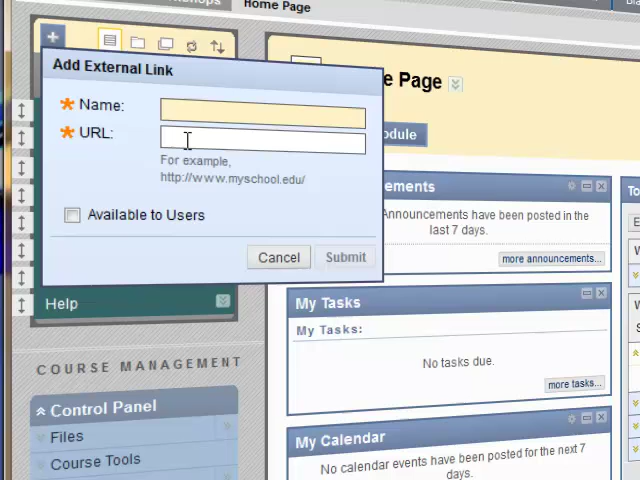 Home Page
Add External Link
Name:
URL:
For example,
http://www.myschool.edu/
Available to Users
Cancel
Submit
Help
COURSE MANAGEMENT
Control Panel
Files
Course Tools
Page
Announcements have been posted in the
last 7 days.
more announcements...
My Tasks
My Tasks:
No tasks due.
more tasks...
My Calendar
No calendar events have been posted for the next 7
days.